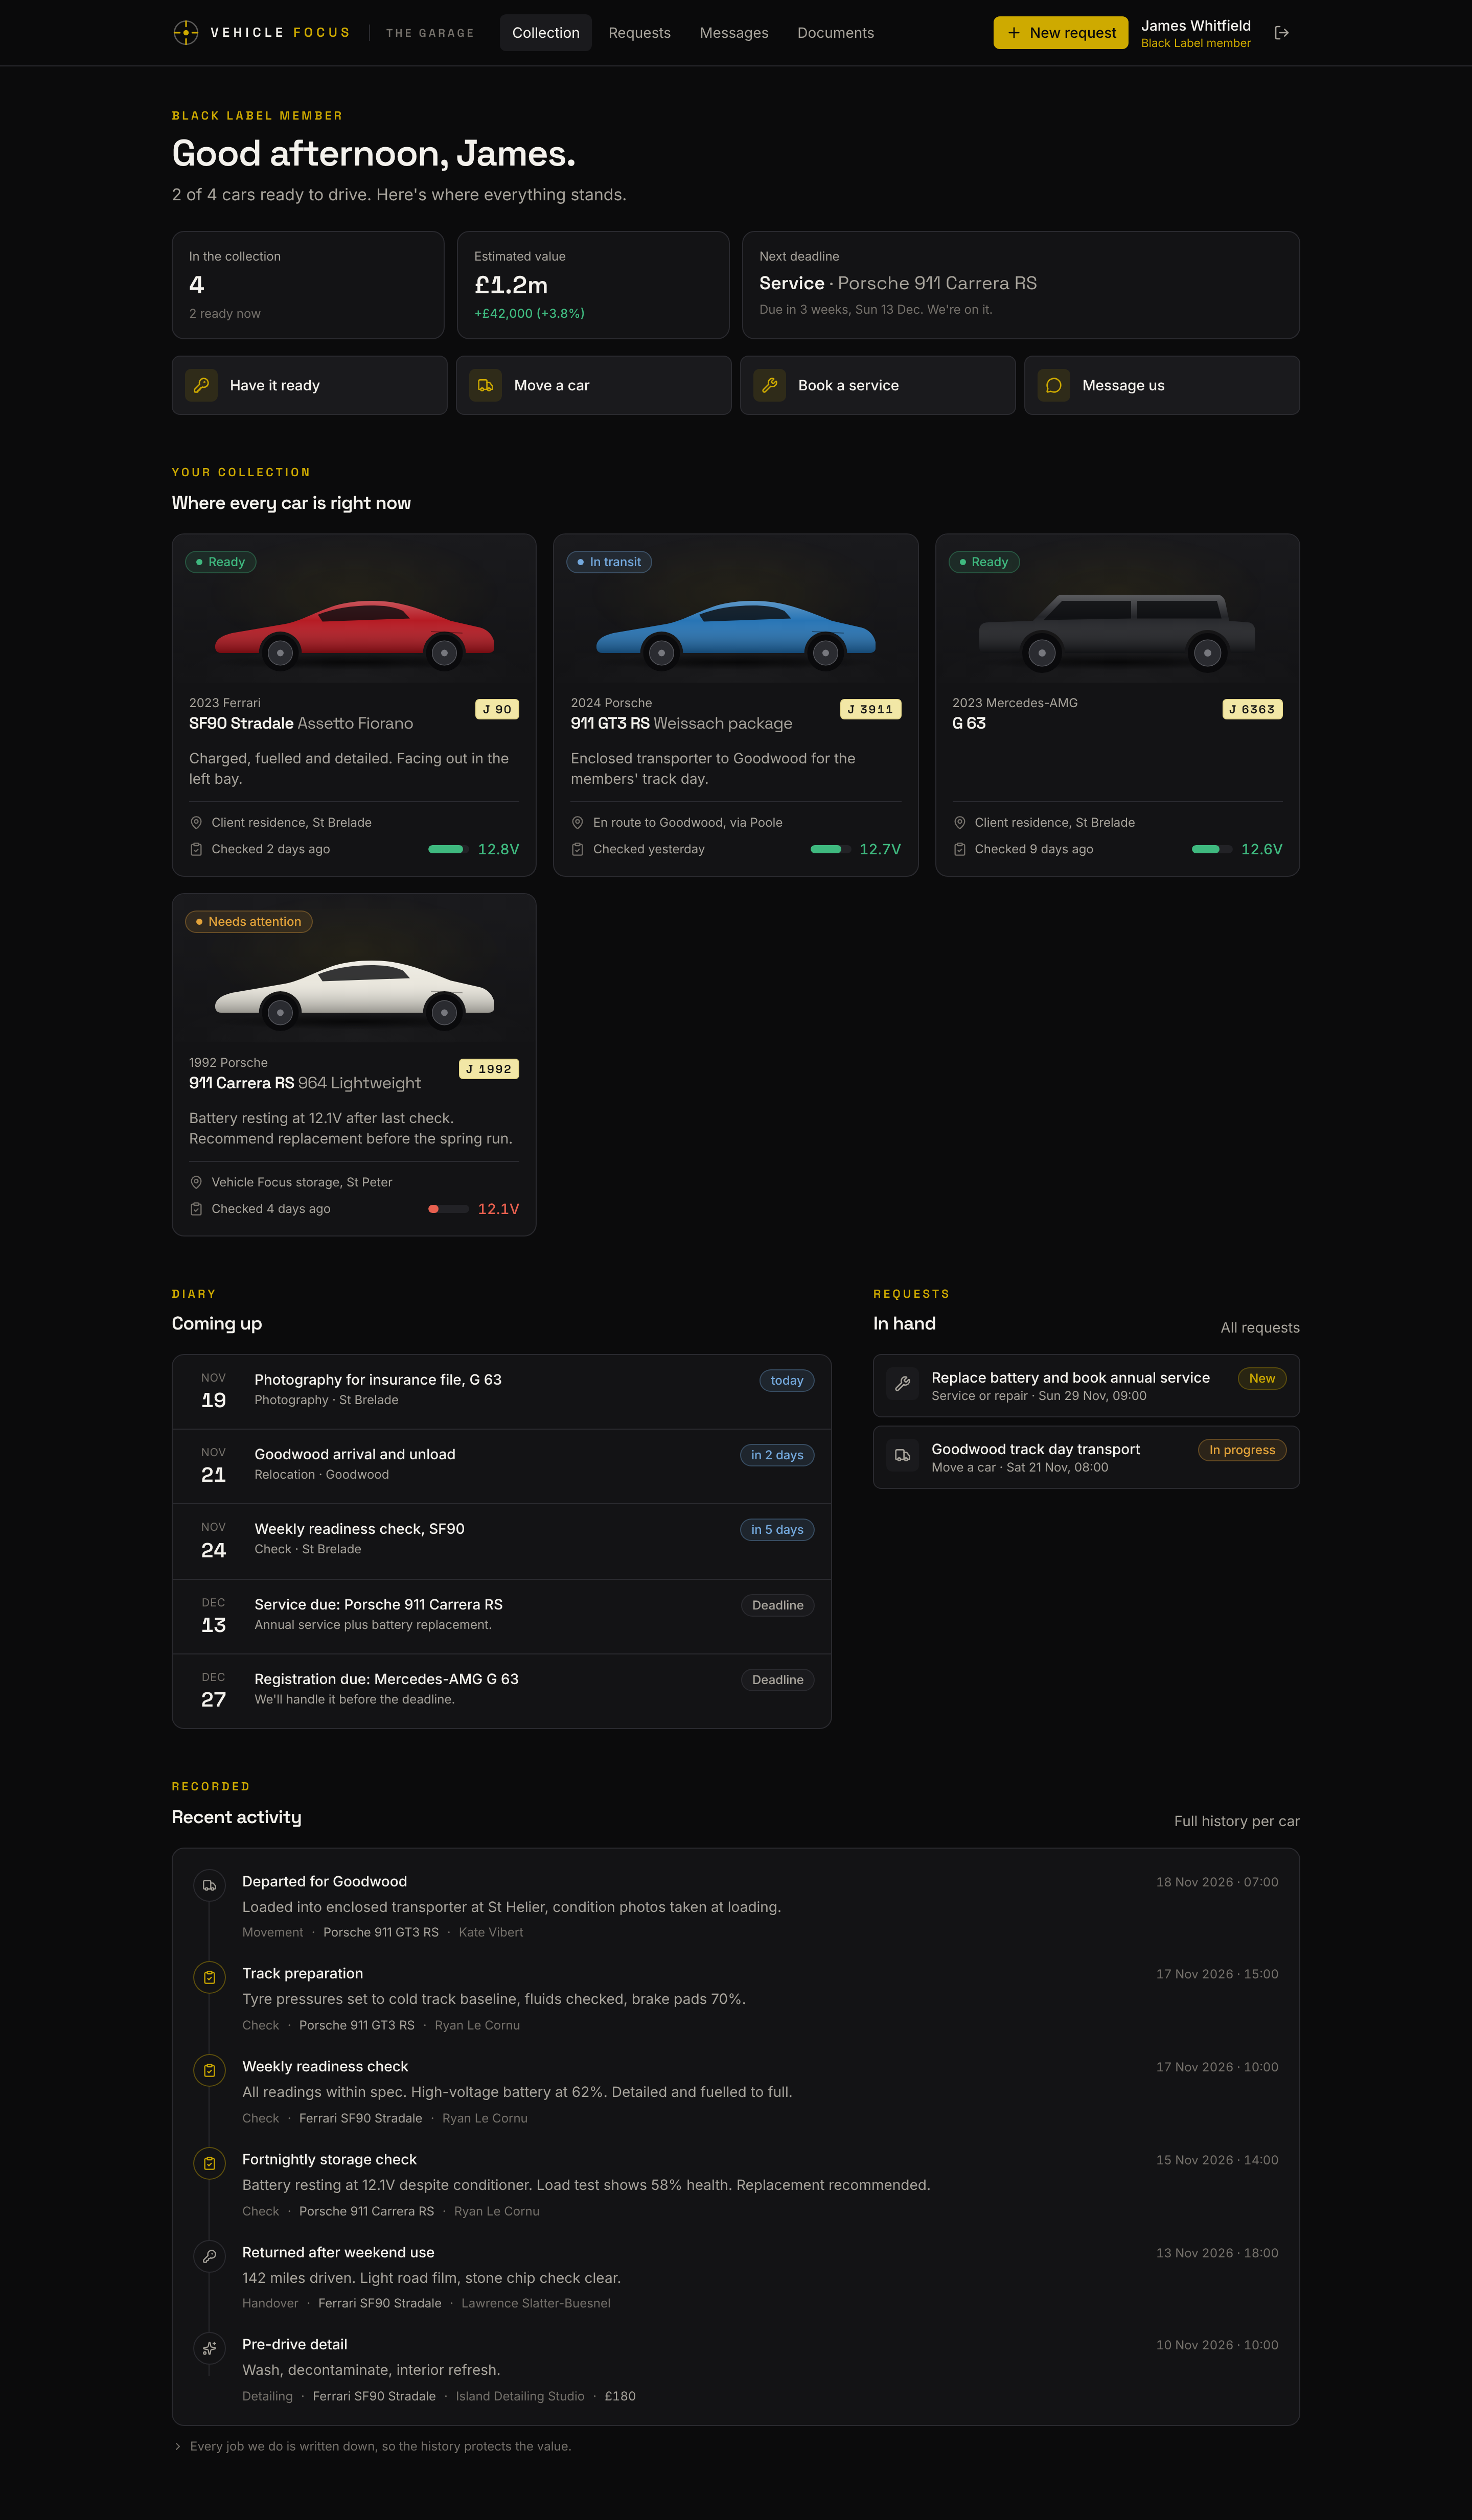 VEHICLE FOCUS
THE GARAGE
Collection
Requests
Messages
Documents
New request
James Whitfield
Black Label member
BLACK LABEL MEMBER
Good afternoon, James.
2 of 4 cars ready to drive. Here's where everything stands.
In the collection
4
2 ready now
Estimated value
£1.2m
+£42,000 (+3.8%)
Next deadline
Service · Porsche 911 Carrera RS
Due in 3 weeks, Sun 13 Dec. We're on it.
Have it ready
Move a car
Book a service
Message us
YOUR COLLECTION
Where every car is right now
Ready
2023 Ferrari
SF90 Stradale Assetto Fiorano
J 90
Charged, fuelled and detailed. Facing out in the
left bay.
Client residence, St Brelade
Checked 2 days ago
12.8V
In transit
2024 Porsche
911 GT3 RS Weissach package
J 3911
Enclosed transporter to Goodwood for the
members' track day.
En route to Goodwood, via Poole
Checked yesterday
12.7V
Ready
2023 Mercedes-AMG
G 63
J 6363
Client residence, St Brelade
Checked 9 days ago
12.6V
Needs attention
1992 Porsche
911 Carrera RS 964 Lightweight
J 1992
Battery resting at 12.1V after last check.
Recommend replacement before the spring run.
Vehicle Focus storage, St Peter
Checked 4 days ago
12.1V
DIARY
Coming up
NOV
19
Photography for insurance file, G 63
Photography · St Brelade
today
NOV
21
Goodwood arrival and unload
Relocation · Goodwood
in 2 days
NOV
24
Weekly readiness check, SF90
Check · St Brelade
in 5 days
DEC
13
Service due: Porsche 911 Carrera RS
Annual service plus battery replacement.
Deadline
DEC
27
Registration due: Mercedes-AMG G 63
We'll handle it before the deadline.
Deadline
REQUESTS
In hand
All requests
Replace battery and book annual service
Service or repair · Sun 29 Nov, 09:00
New
Goodwood track day transport
Move a car · Sat 21 Nov, 08:00
In progress
RECORDED
Recent activity
Full history per car
Departed for Goodwood
18 Nov 2026 · 07:00
Loaded into enclosed transporter at St Helier, condition photos taken at loading.
Movement · Porsche 911 GT3 RS · Kate Vibert
Track preparation
17 Nov 2026 · 15:00
Tyre pressures set to cold track baseline, fluids checked, brake pads 70%.
Check · Porsche 911 GT3 RS · Ryan Le Cornu
Weekly readiness check
17 Nov 2026 · 10:00
All readings within spec. High-voltage battery at 62%. Detailed and fuelled to full.
Check · Ferrari SF90 Stradale · Ryan Le Cornu
Fortnightly storage check
15 Nov 2026 · 14:00
Battery resting at 12.1V despite conditioner. Load test shows 58% health. Replacement recommended.
Check · Porsche 911 Carrera RS · Ryan Le Cornu
Returned after weekend use
13 Nov 2026 · 18:00
142 miles driven. Light road film, stone chip check clear.
Handover · Ferrari SF90 Stradale · Lawrence Slatter-Buesnel
Pre-drive detail
10 Nov 2026 · 10:00
Wash, decontaminate, interior refresh.
Detailing · Ferrari SF90 Stradale · Island Detailing Studio · £180
Every job we do is written down, so the history protects the value.